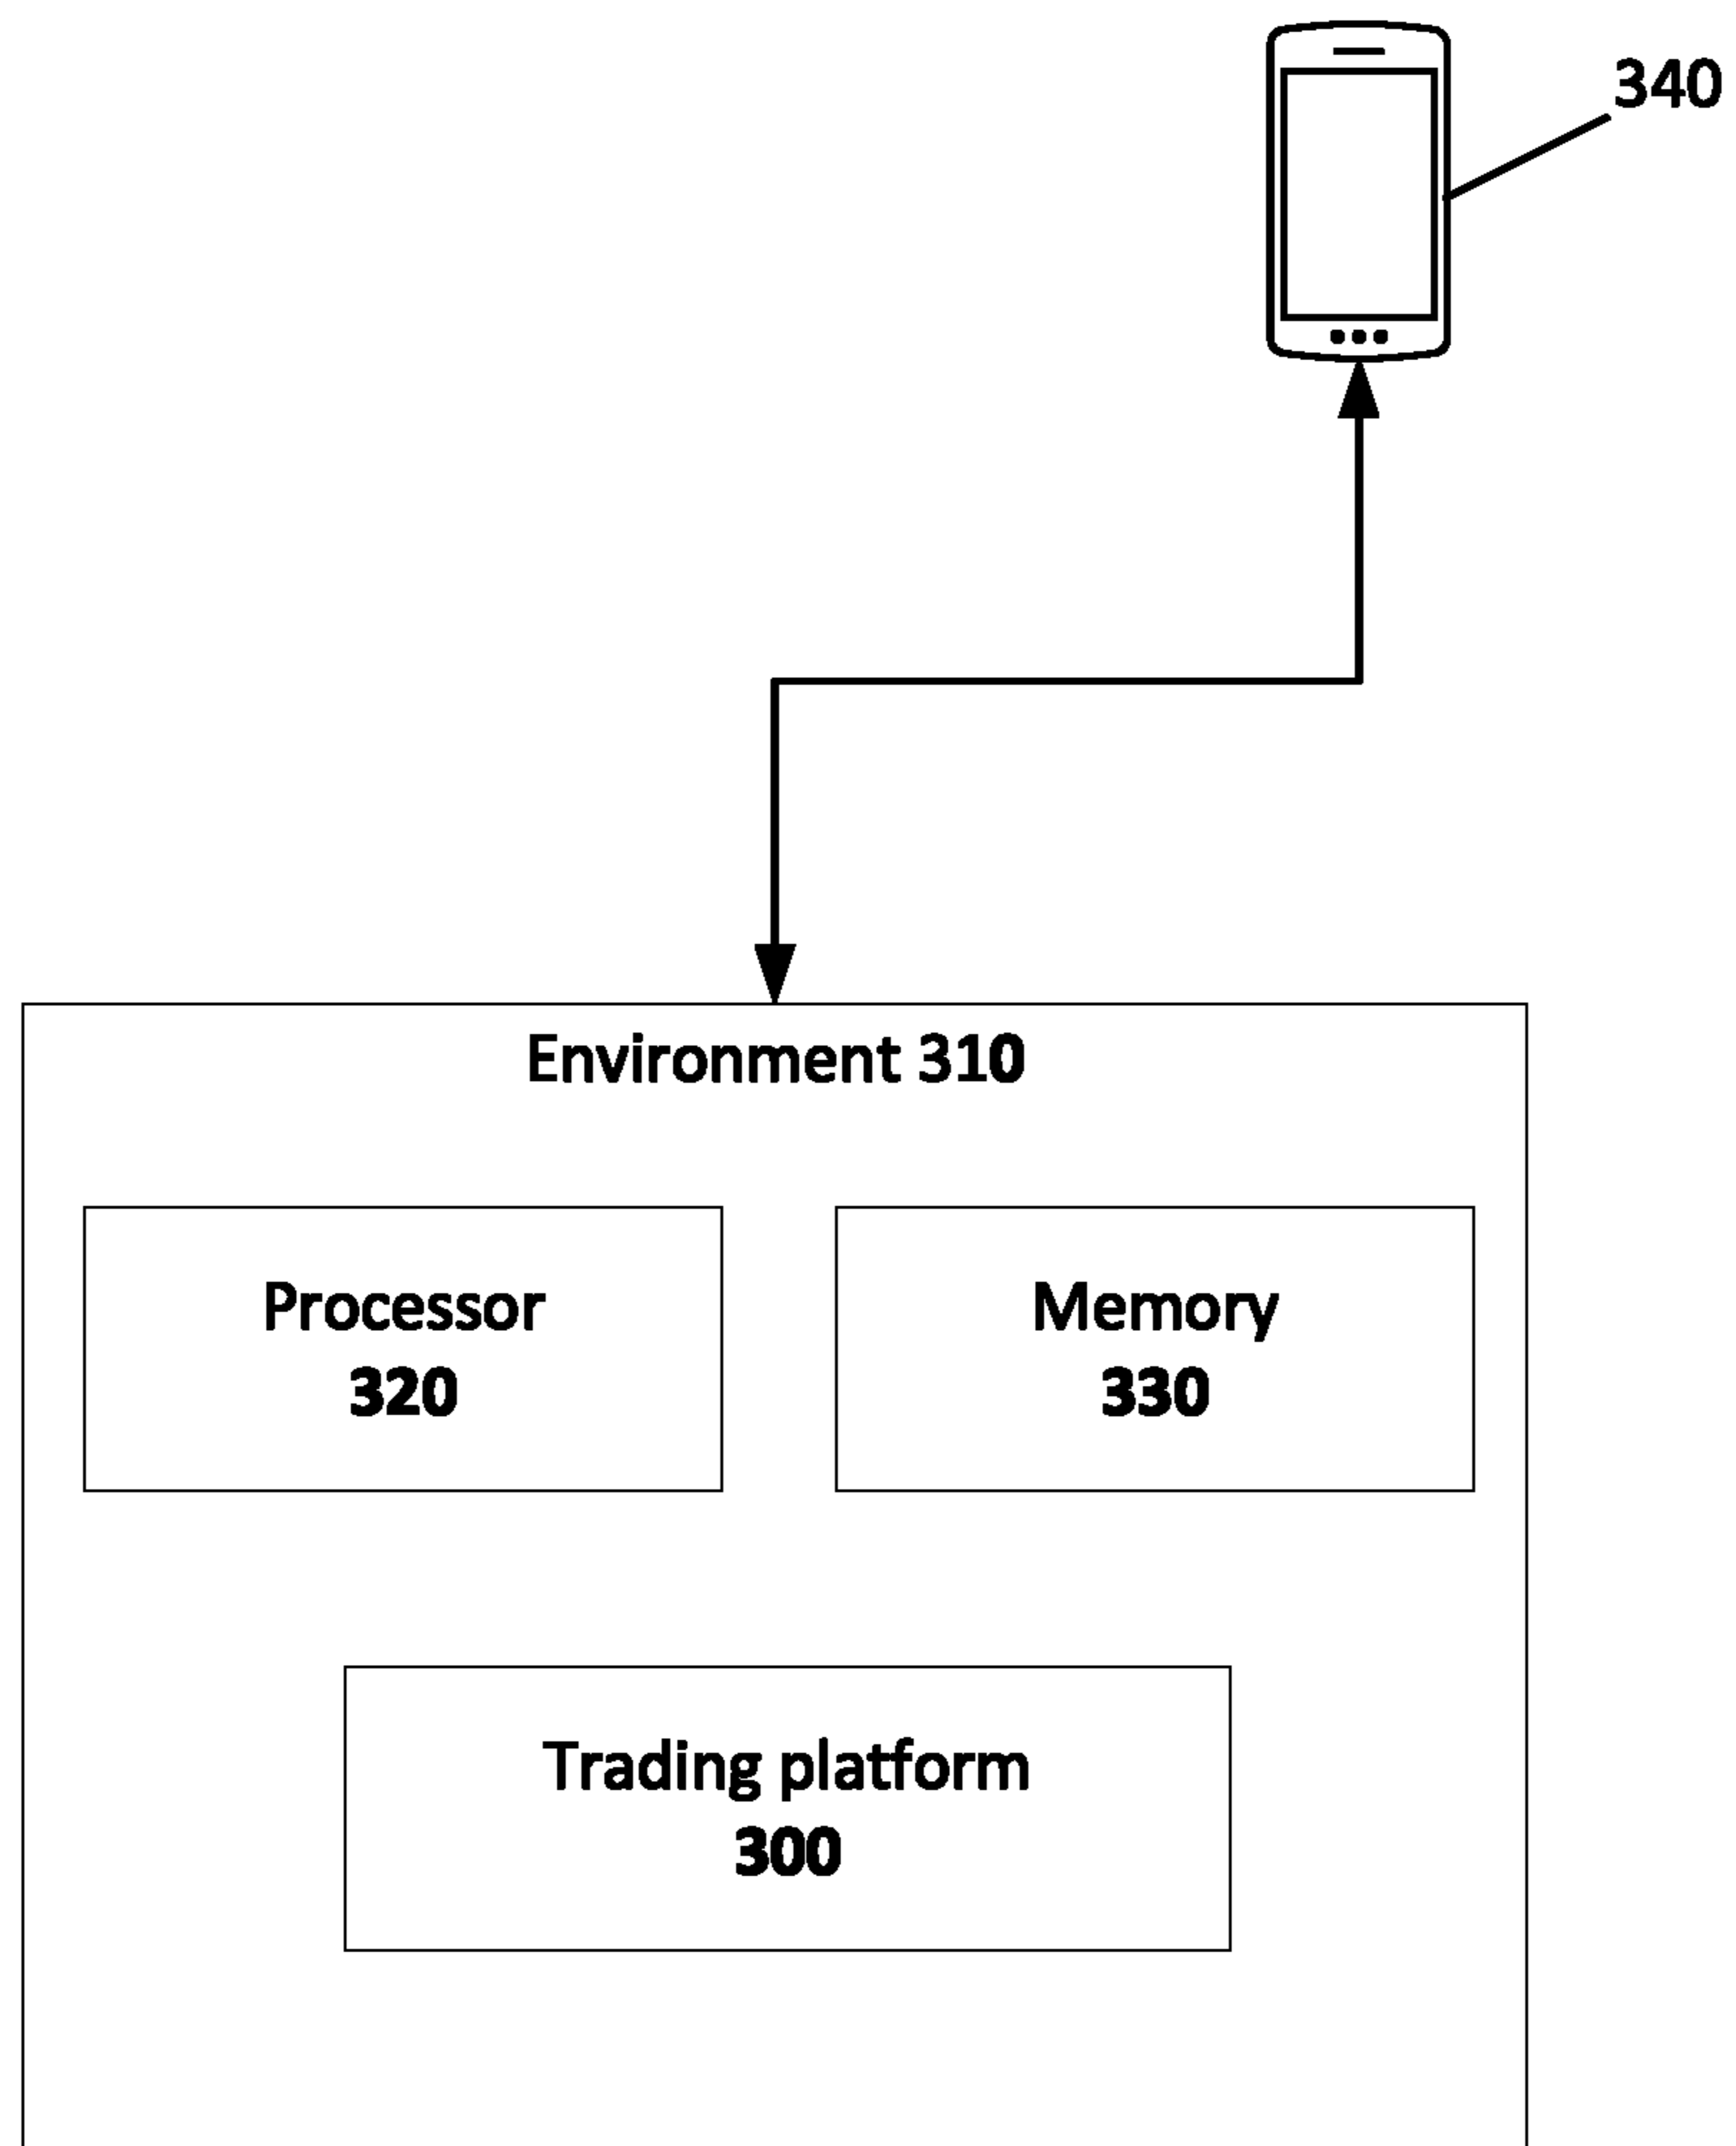 340
Environment 310
Processor
320
Memory
330
Trading platform
300